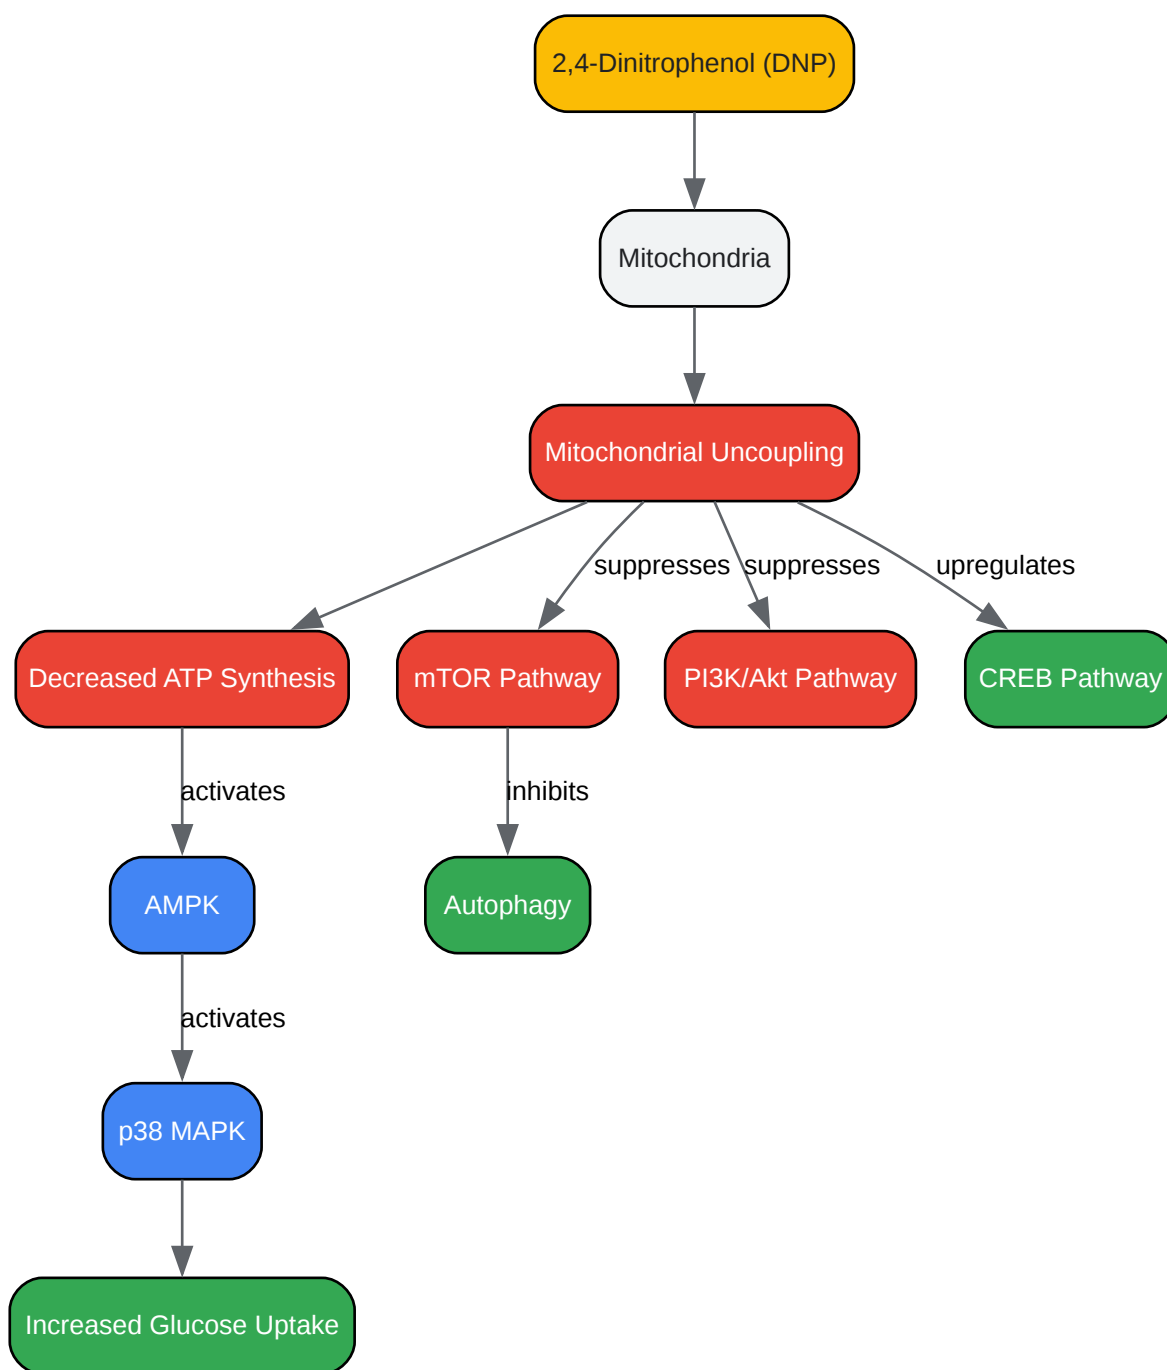 2,4-Dinitrophenol (DNP)
Mitochondria
Mitochondrial Uncoupling
suppresses
suppresses
upregulates
Decreased ATP Synthesis
mTOR Pathway
PI3K/Akt Pathway
CREB Pathway
activates
inhibits
AMPK
Autophagy
activates
p38 MAPK
Increased Glucose Uptake